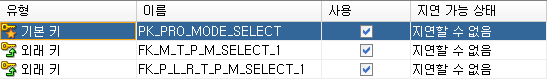 유형 이름 사용 지연 가능 상태
기본 키 PK_PRO_MODE_SELECT 지연할 수 없음
외래 키 FK_M_T_P_M_SELECT_1 지연할 수 없음
외래 키 FK_P_L_R_T_P_M_SELECT_1 지연할 수 없음